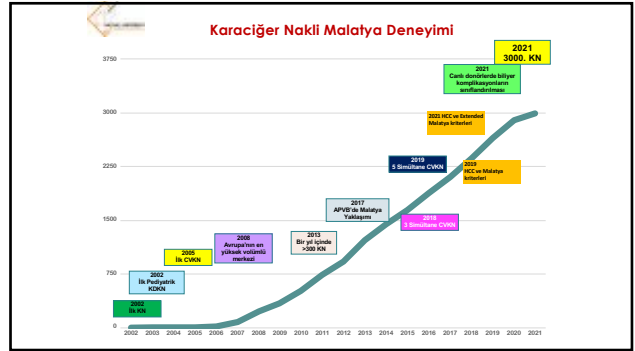 Karaciğer Nakli Malatya Deneyimi
2021
3000. KN
2021
Canlı donörlerde biliyer
komplikasyonların
sınıflandırılması
2021 HCC ve Extended
Malatya kriterleri
2019
5 Simültane CVKN
2019
HCC ve Malatya
kriterleri
2017
APVB'de Malatya
Yaklaşımı
2018
3 Simültane CVKN
2013
Bir yıl içinde
>300 KN
2008
Avrupa'nın en
yüksek volümlü
merkezi
2005
İlk CVKN
2002
İlk Pediyatrik
KDKN
2002
İlk KN
3750
3000
2250
1500
750
0
2002 2003 2004 2005 2006 2007 2008 2009 2010 2011 2012 2013 2014 2015 2016 2017 2018 2019 2020 2021